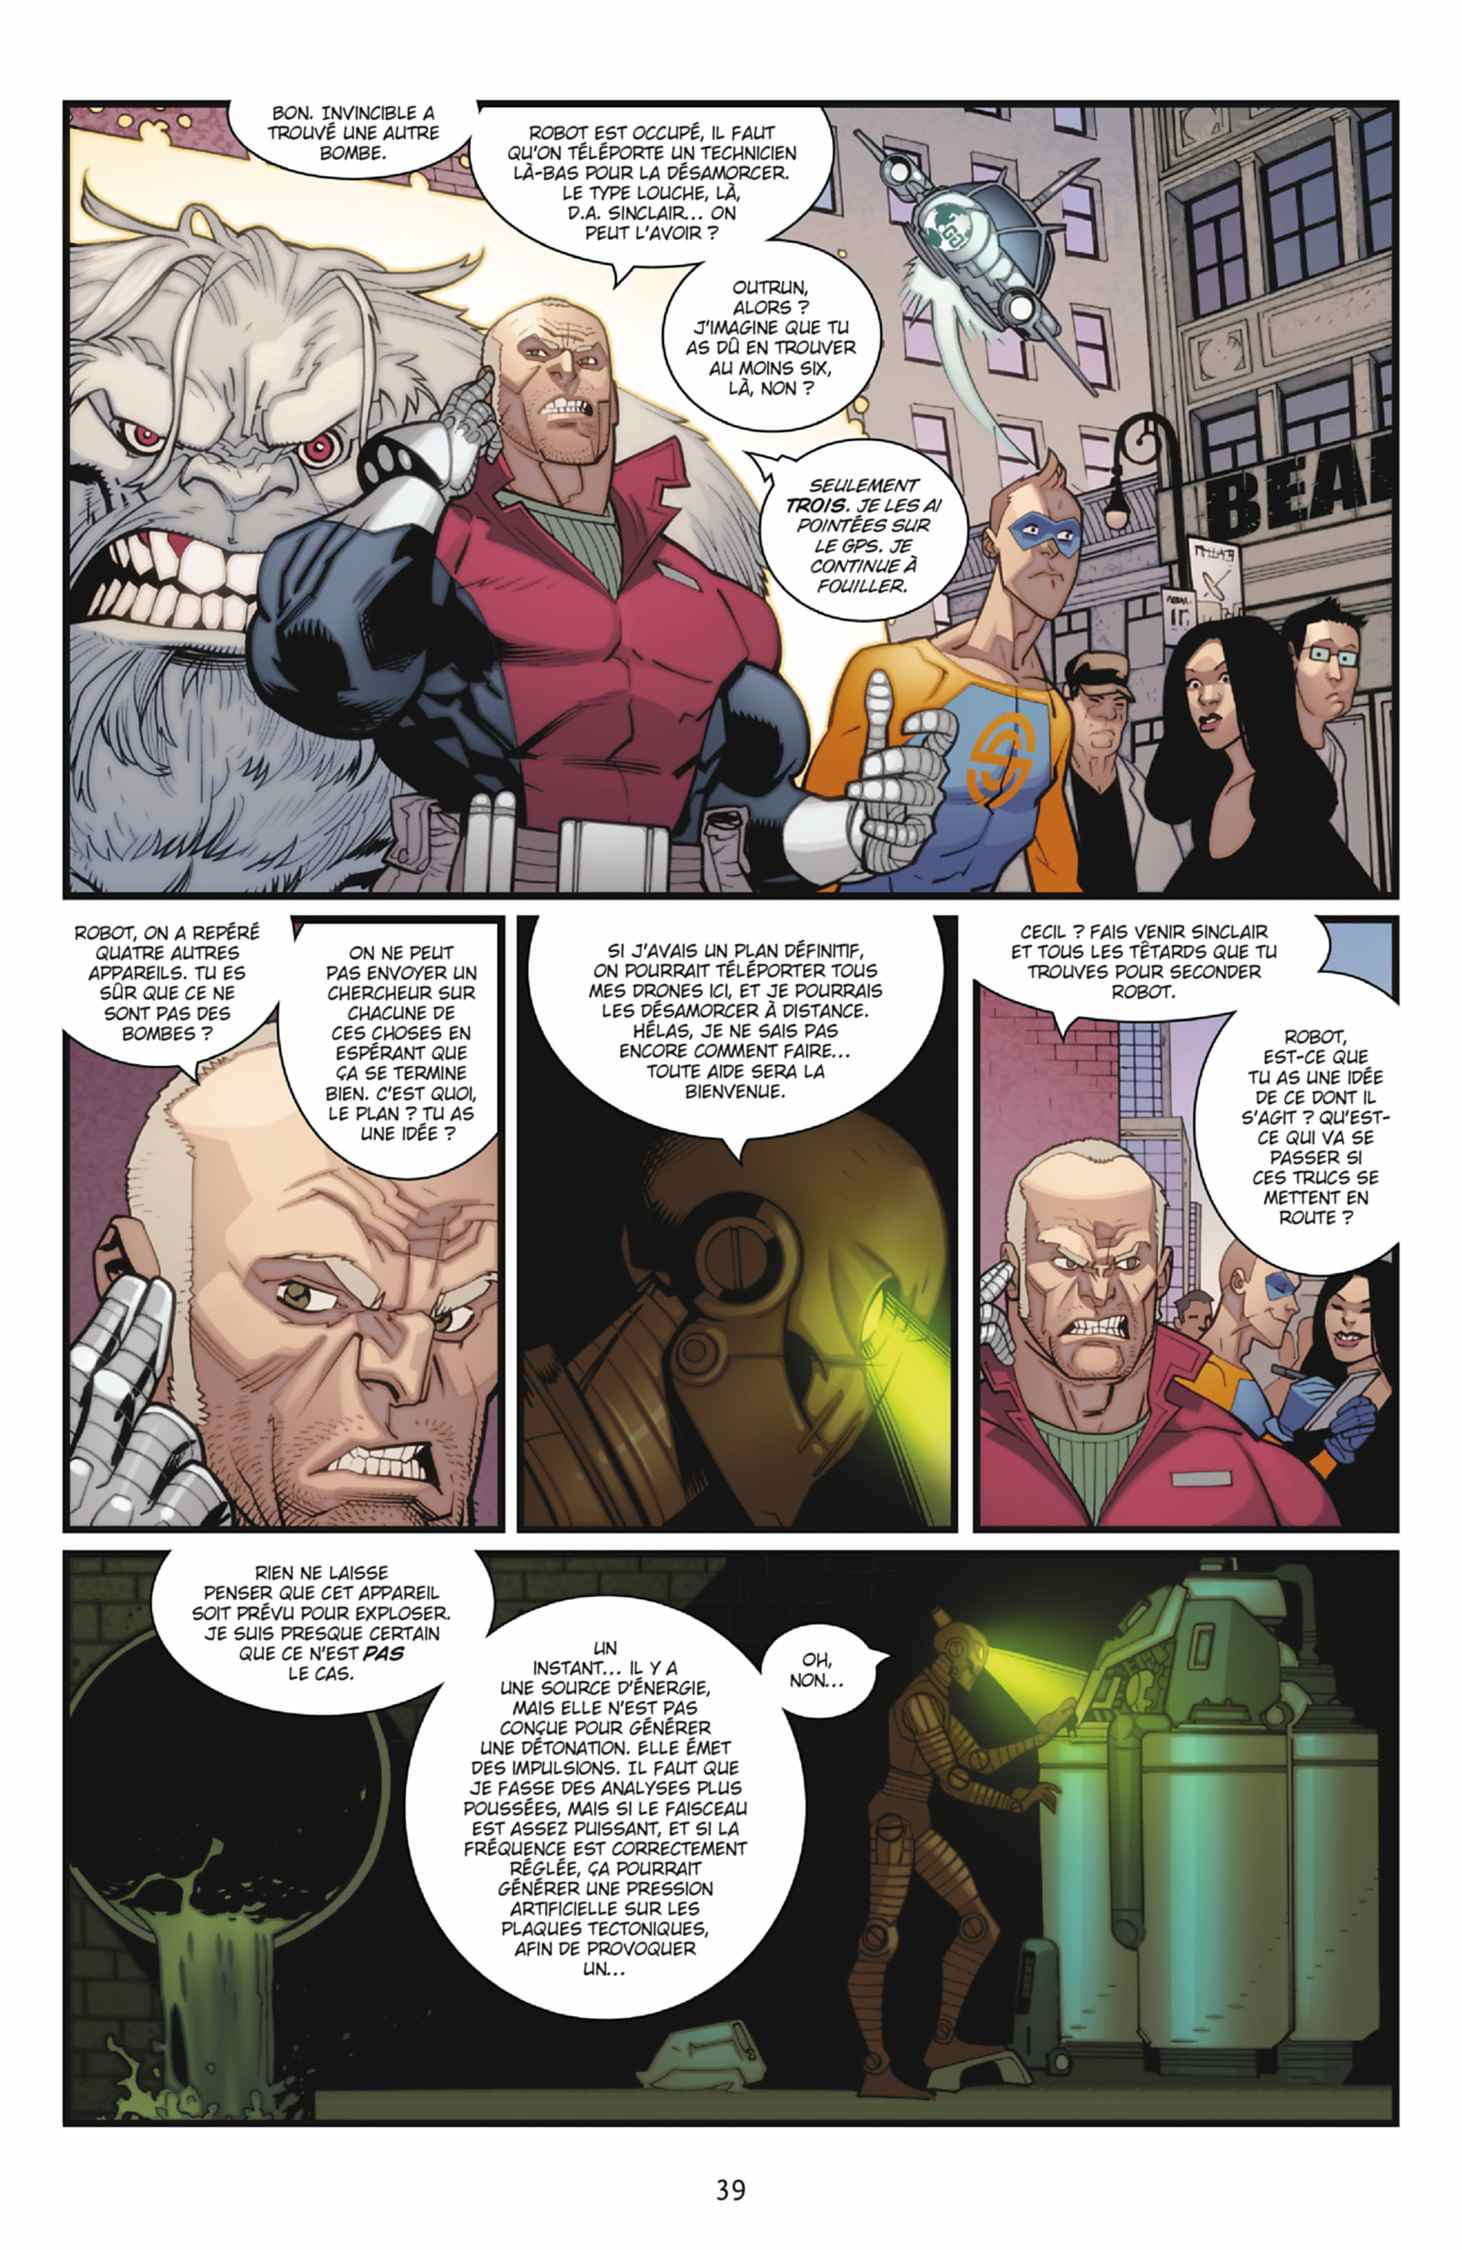 BON. INVINCIBLE A
TROUVÉ UNE AUTRE
BOMBE.
ROBOT EST OCCUPÉ, IL FAUT
QU'ON TÉLÉPORTE UN TECHNICIEN
LÀ-BAS POUR LA DÉSAMORCER.
LE TYPE LOUCHE, LÀ,
D.A. SINCLAIR... ON
PEUT L'AVOIR ?
OUTRUN,
ALORS ?
J'IMAGINE QUE TU
AS DÛ EN TROUVER
AU MOINS SIX,
LÀ, NON ?
SEULEMENT
TROIS. JE LES AI
POINTÉES SUR
LE GPS. JE
CONTINUE À
FOUILLER.
BEA
ROBOT, ON A REPÉRÉ
QUATRE AUTRES
APPAREILS. TU ES
SÛR QUE CE NE
SONT PAS DES
BOMBES ?
ON NE PEUT
PAS ENVOYER UN
CHERCHEUR SUR
CHACUNE DE
CES CHOSES EN
ESPÉRANT QUE
ÇA SE TERMINE
BIEN. C'EST QUOI,
LE PLAN ? TU AS
UNE IDÉE ?
SI J'AVAIS UN PLAN DÉFINITIF,
ON POURRAIT TÉLÉPORTER TOUS
MES DRONES ICI, ET JE POURRAIS
LES DÉSAMORCER À DISTANCE.
HÉLAS, JE NE SAIS PAS
ENCORE COMMENT FAIRE...
TOUTE AIDE SERA LA
BIENVENUE.
CECIL ? FAIS VENIR SINCLAIR
ET TOUS LES TÊTARDS QUE TU
TROUVES POUR SECONDER
ROBOT.
ROBOT,
EST-CE QUE
TU AS UNE IDÉE
DE CE DONT IL
S'AGIT ? QU'EST-
CE QUI VA SE
PASSER SI
CES TRUCS SE
METTENT EN
ROUTE ?
RIEN NE LAISSE
PENSER QUE CET APPAREIL
SOIT PRÉVU POUR EXPLOSER.
JE SUIS PRESQUE CERTAIN
QUE CE N'EST PAS
LE CAS.
UN
INSTANT... IL Y A
UNE SOURCE D'ÉNERGIE,
MAIS ELLE N'EST PAS
CONÇUE POUR GÉNÉRER
UNE DÉTONATION. ELLE ÉMET
DES IMPULSIONS. IL FAUT QUE
JE FASSE DES ANALYSES PLUS
POUSSÉES, MAIS SI LE FAISCEAU
EST ASSEZ PUISSANT, ET SI LA
FRÉQUENCE EST CORRECTEMENT
RÉGLÉE, ÇA POURRAIT
GÉNÉRER UNE PRESSION
ARTIFICIELLE SUR LES
PLAQUES TECTONIQUES,
AFIN DE PROVOQUER
UN...
OH,
NON...
39